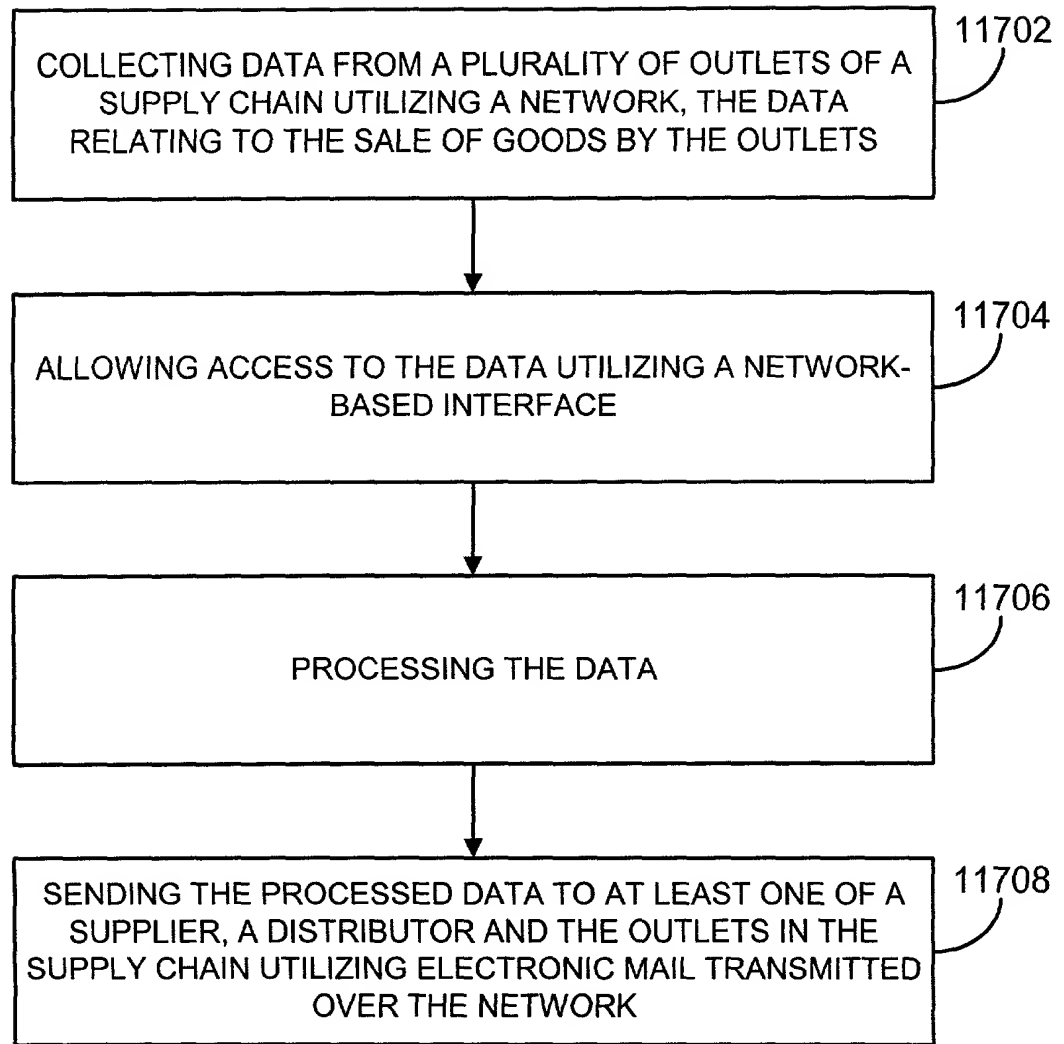 11702
COLLECTING DATA FROM A PLURALITY OF OUTLETS OF A
SUPPLY CHAIN UTILIZING A NETWORK, THE DATA
RELATING TO THE SALE OF GOODS BY THE OUTLETS
11704
ALLOWING ACCESS TO THE DATA UTILIZING A NETWORK-
BASED INTERFACE
11706
PROCESSING THE DATA
11708
SENDING THE PROCESSED DATA TO AT LEAST ONE OF A
SUPPLIER, A DISTRIBUTOR AND THE OUTLETS IN THE
SUPPLY CHAIN UTILIZING ELECTRONIC MAIL TRANSMITTED
OVER THE NETWORK